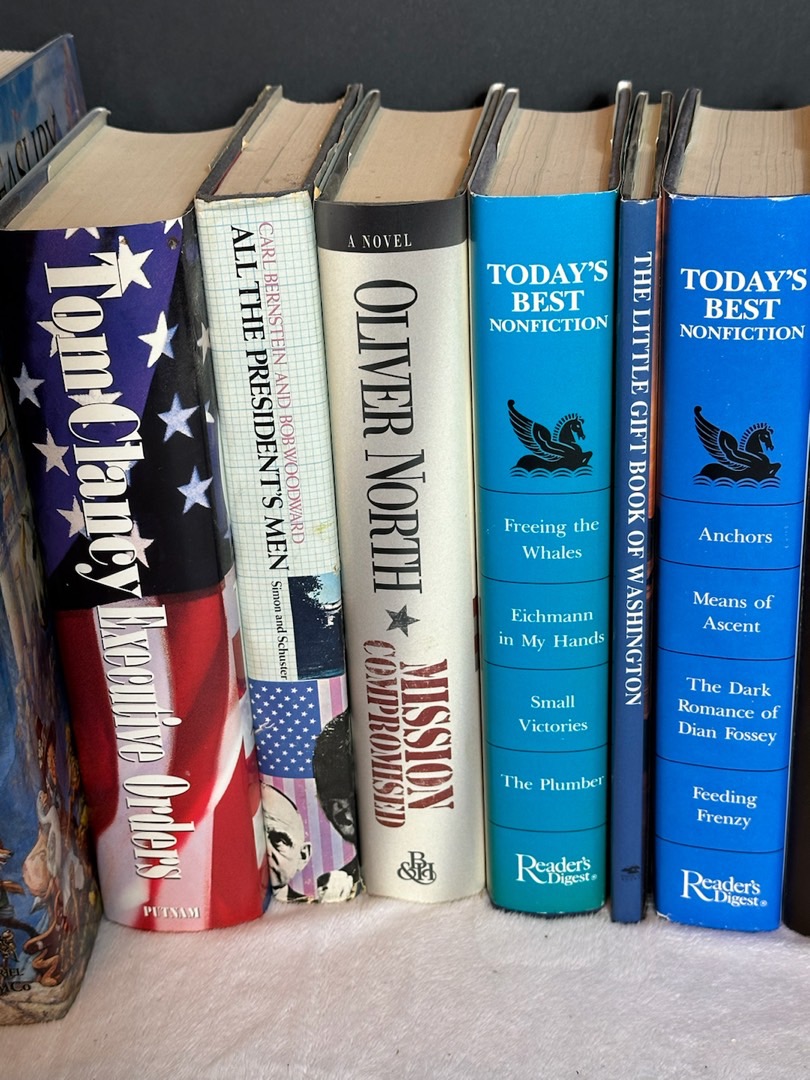 Tom Clancy Executive Orders
PUTNAM
CARL BERNSTEIN AND BOB WOODWARD
ALL THE PRESIDENT'S MEN
Simon and Schuster
A NOVEL
OLIVER NORTH
MISSION
COMPROMISED
B&H
TODAY'S
BEST
NONFICTION
Freeing the
Whales
Eichmann
in My Hands
Small
Victories
The Plumber
Reader's
Digest®
THE LITTLE GIFT BOOK OF WASHINGTON
TODAY'S
BEST
NONFICTION
Anchors
Means of
Ascent
The Dark
Romance of
Dian Fossey
Feeding
Frenzy
Reader's
Digest®